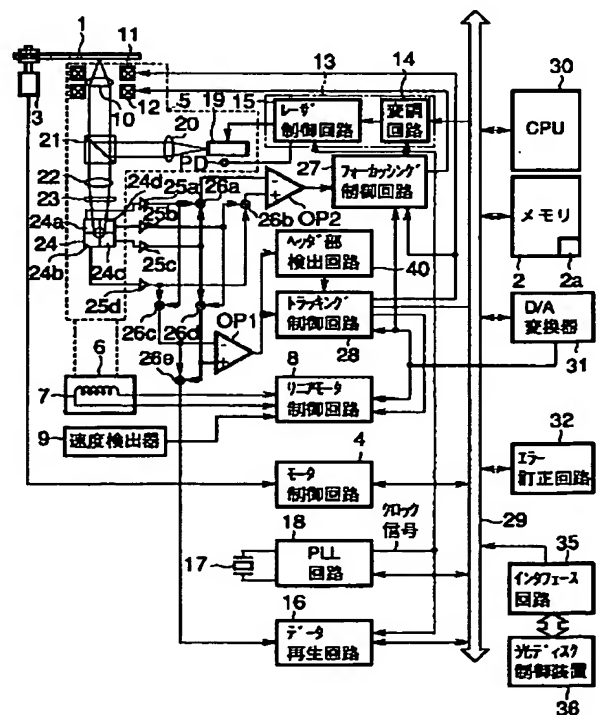 1
11
3
10
12
5
15
13
14
19
20
21
22
23
PD
レーザ
制御回路
変調
回路
27
フォーカッシング
制御回路
24d
25a
26a
24a
25b
26b
OP2
24
24c
25c
24b
25d
ヘッダ部
検出回路
40
26c
26d
OP1
トラッキング
制御回路
28
26e
6
7
8
リニアモータ
制御回路
9
速度検出器
4
モータ
制御回路
クロック
信号
18
17
PLL
回路
16
データ
再生回路
29
30
CPU
メモリ
2
2a
D/A
変換器
31
32
エラー
訂正回路
35
インタフェース
回路
光ディスク
制御装置
36